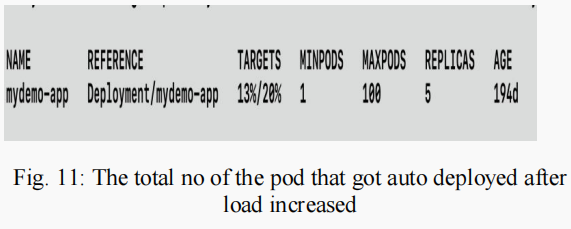 NAME REFERENCE TARGETS MINPODS MAXPODS REPLICAS AGE
mydemo-app Deployment/mydemo-app 13%/20% 1 100 5 194d
Fig. 11: The total no of the pod that got auto deployed after
load increased